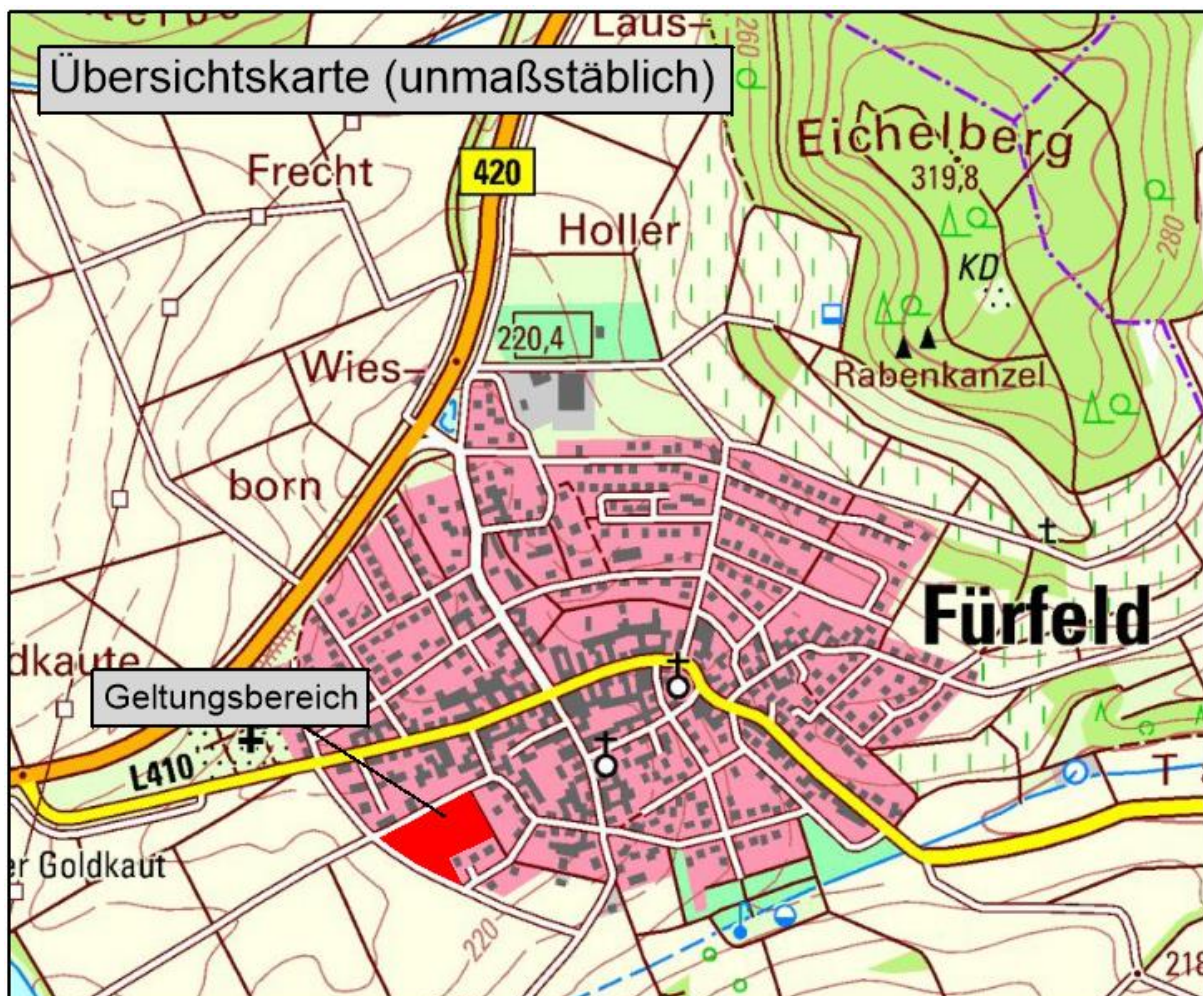 Laus-
260
Übersichtskarte (unmaßstäblich)
Eichelberg
319,8
Frecht
420
Holler
280
KD
220,4
Wies-
Rabenkanzel
born
Fürfeld
dkaute
Geltungsbereich
L410
T
er Goldkaut
220
218